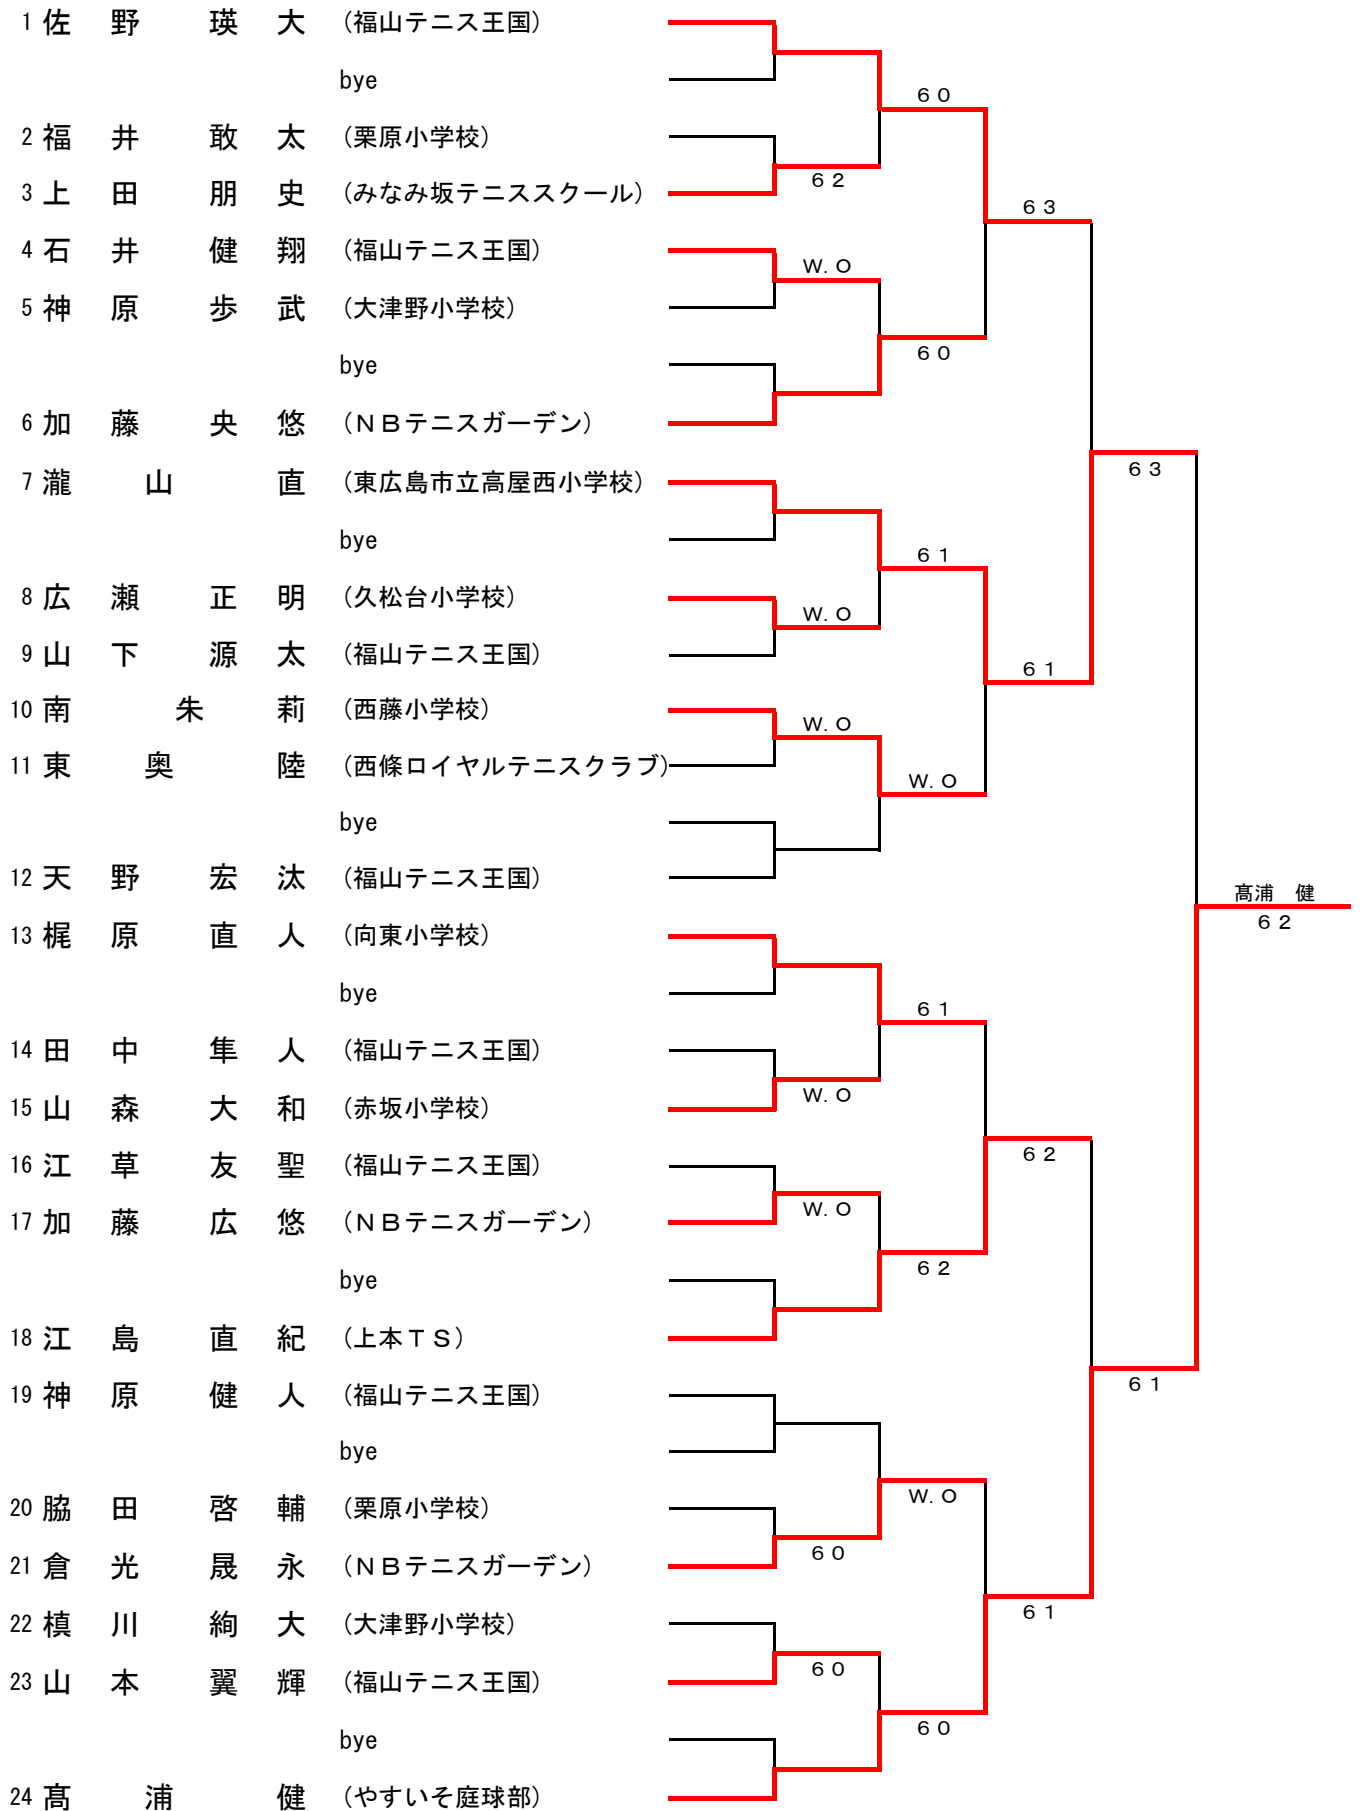 1 佐野 瑛大 (福山テニス王国)
bye
60
2 福井 敢太 (栗原小学校)
62
3 上田 朋史 (みなみ坂テニススクール)
63
4 石井 健翔 (福山テニス王国)
W.O
5 神原 歩武 (大津野小学校)
60
bye
6 加藤 央悠 (NBテニスガーデン)
63
7 瀧山 直 (東広島市立高屋西小学校)
bye
61
8 広瀬 正明 (久松台小学校)
W.O
9 山下 源太 (福山テニス王国)
61
10 南 朱莉 (西藤小学校)
W.O
11 東奥 陸 (西條ロイヤルテニスクラブ)
W.O
bye
12 天野 宏汰 (福山テニス王国)
髙浦 健
62
13 梶原 直人 (向東小学校)
bye
61
14 田中 隼人 (福山テニス王国)
W.O
15 山森 大和 (赤坂小学校)
62
16 江草 友聖 (福山テニス王国)
W.O
17 加藤 広悠 (NBテニスガーデン)
62
bye
18 江島 直紀 (上本TS)
61
19 神原 健人 (福山テニス王国)
bye
W.O
20 脇田 啓輔 (栗原小学校)
60
21 倉光 晟永 (NBテニスガーデン)
61
22 槙川 絢大 (大津野小学校)
60
23 山本 翼輝 (福山テニス王国)
60
bye
24 髙浦 健 (やすいそ庭球部)